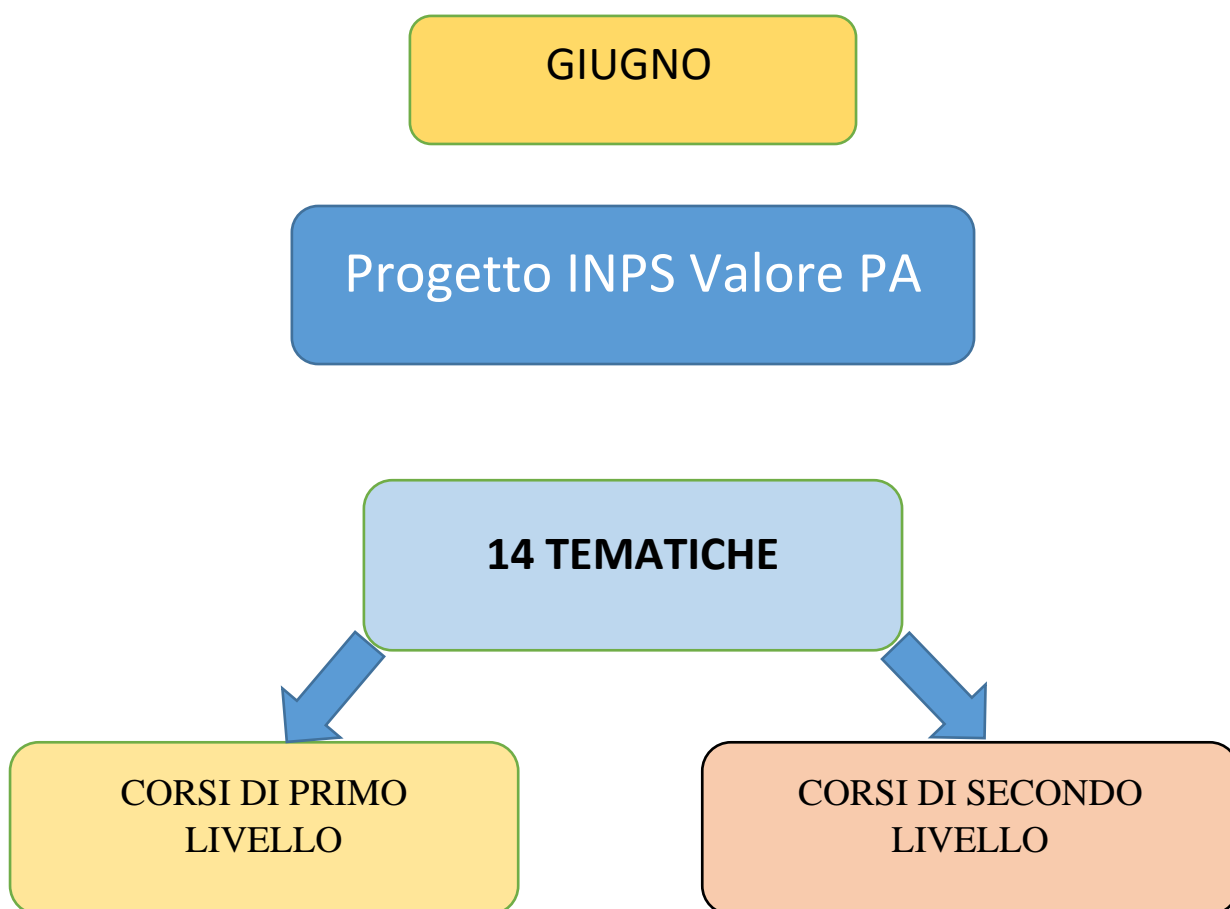 GIUGNO
Progetto INPS Valore PA
14 TEMATICHE
CORSI DI PRIMO
LIVELLO
CORSI DI SECONDO
LIVELLO